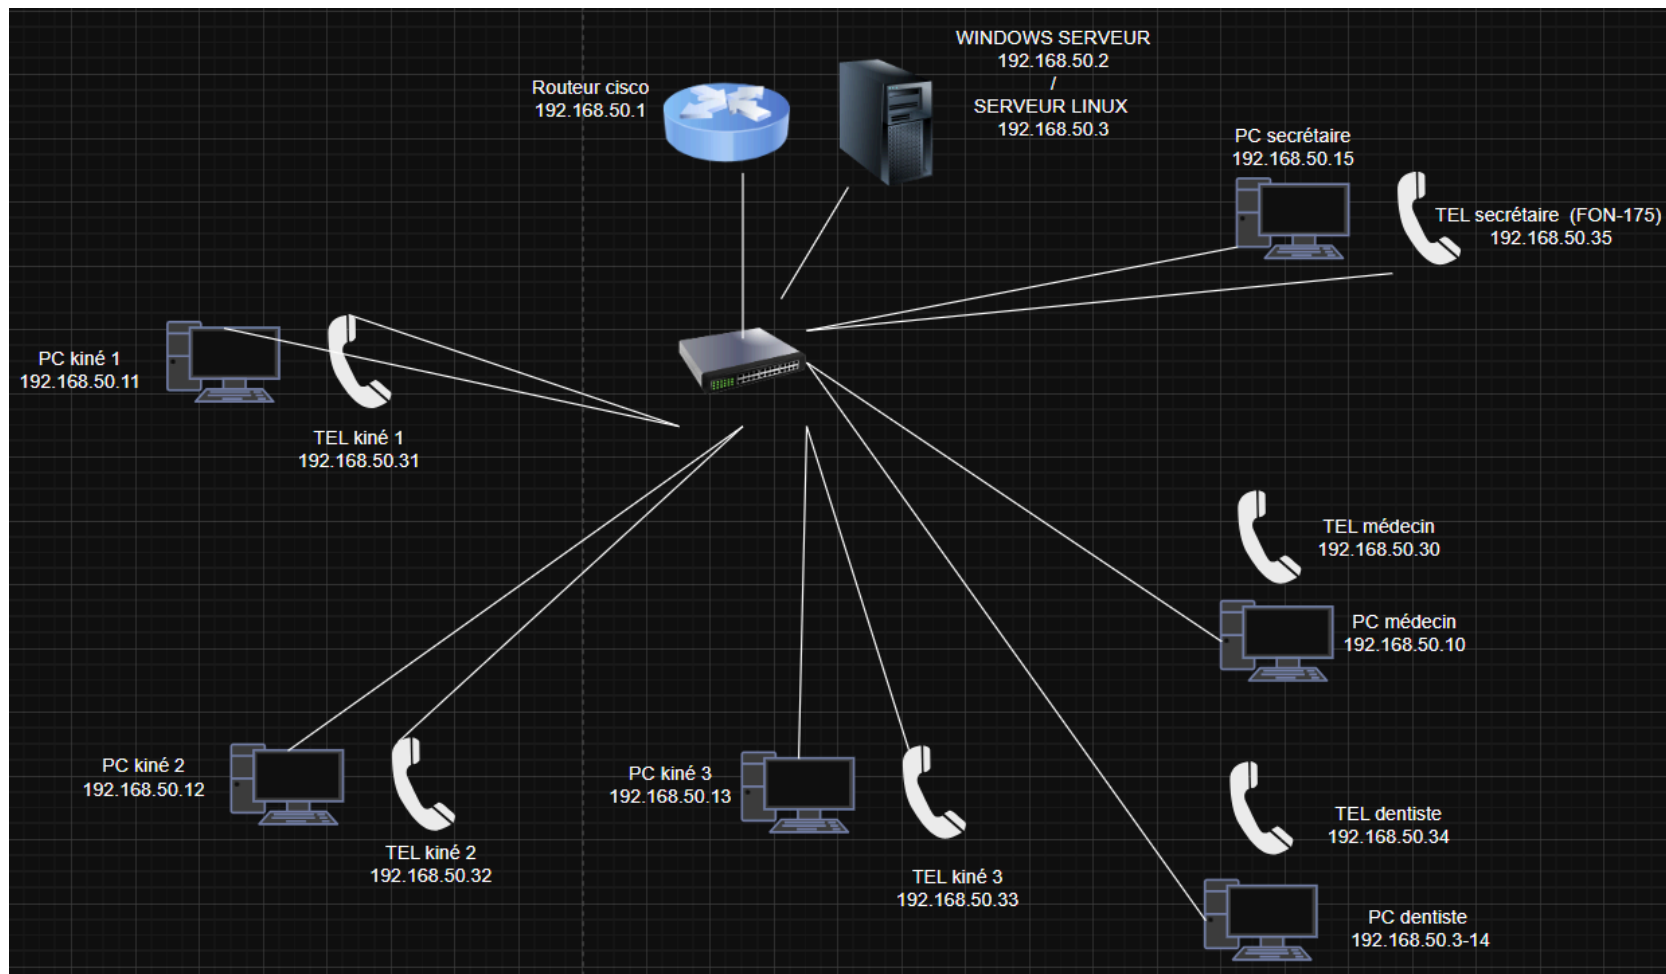 WINDOWS SERVEUR
192.168.50.2
/
SERVEUR LINUX
192.168.50.3
Routeur cisco
192.168.50.1
PC secrétaire
192.168.50.15
TEL secrétaire (FON-175)
192.168.50.35
PC kiné 1
192.168.50.11
TEL kiné 1
192.168.50.31
TEL médecin
192.168.50.30
PC médecin
192.168.50.10
PC kiné 2
192.168.50.12
TEL kiné 2
192.168.50.32
PC kiné 3
192.168.50.13
TEL kiné 3
192.168.50.33
TEL dentiste
192.168.50.34
PC dentiste
192.168.50.3-14